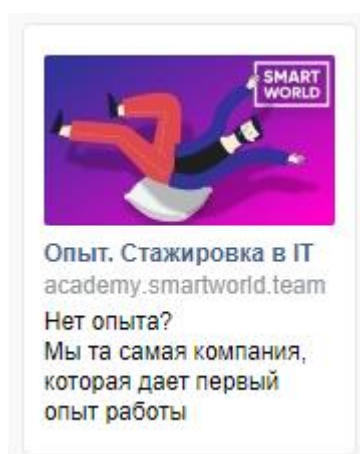 SMART
WORLD
Опыт. Стажировка в IT
academy.smartworld.team
Нет опыта?
Мы та самая компания,
которая дает первый
опыт работы